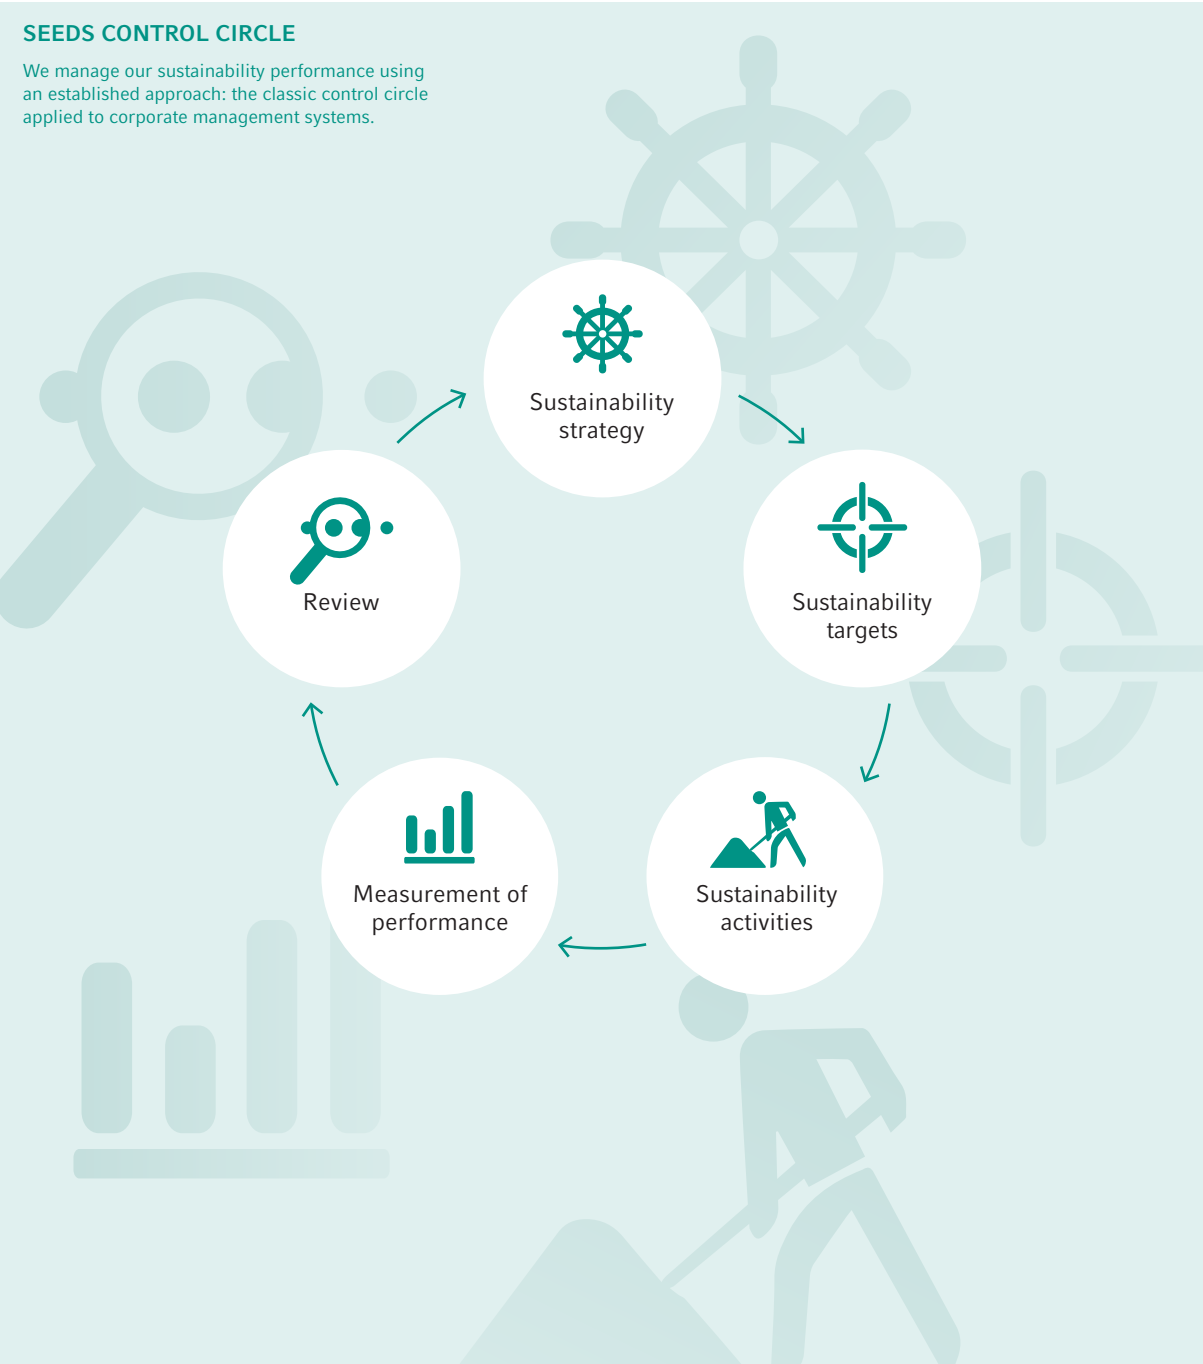 SEEDS CONTROL CIRCLE
We manage our sustainability performance using
an established approach: the classic control circle
applied to corporate management systems.
Sustainability
strategy
Sustainability
targets
Sustainability
activities
Measurement of
performance
Review